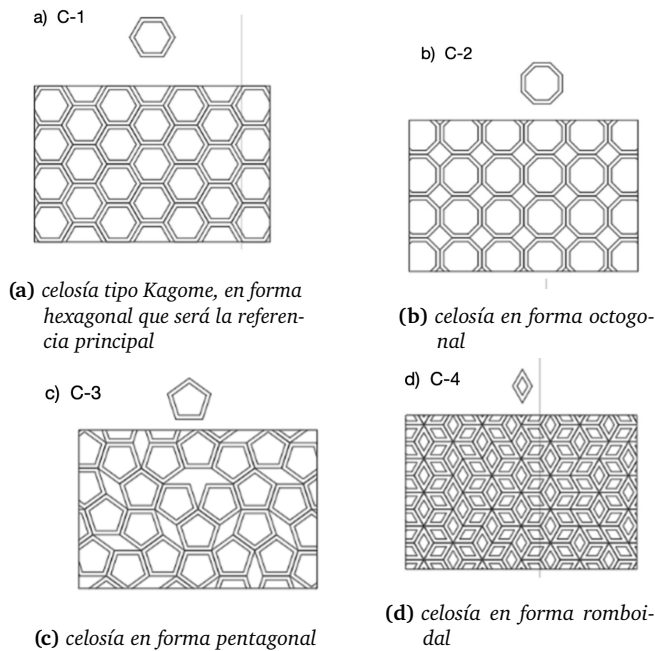 a) C-1
(a) celosía tipo Kagome, en forma
hexagonal que será la referen-
cia principal
b) C-2
(b) celosía en forma octogo-
nal
c) C-3
(c) celosía en forma pentagonal
d) C-4
(d) celosía en forma romboi-
dal